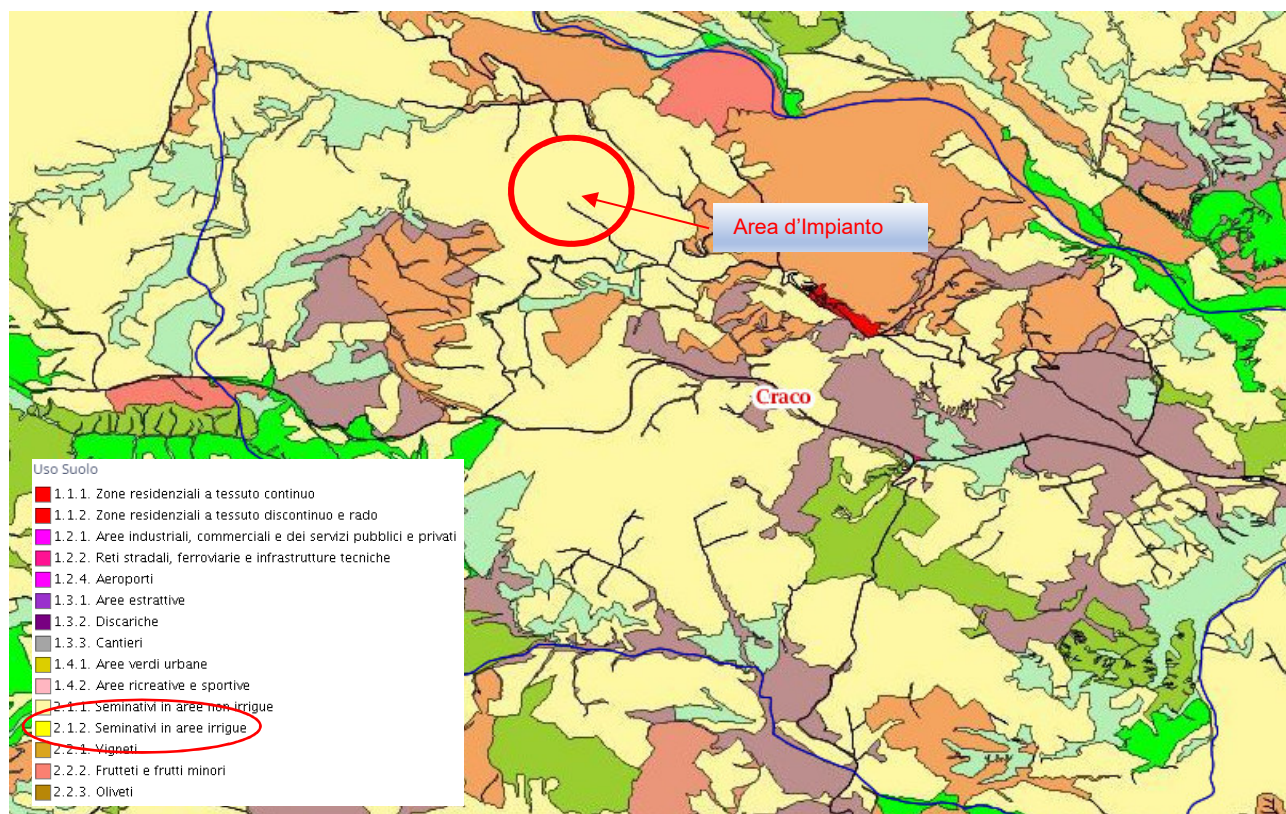 Area d'Impianto
Craco
Uso Suolo
1.1.1. Zone residenziali a tessuto continuo
1.1.2. Zone residenziali a tessuto discontinuo e rado
1.2.1. Aree industriali, commerciali e dei servizi pubblici e privati
1.2.2. Reti stradali, ferroviarie e infrastrutture tecniche
1.2.4. Aeroporti
1.3.1. Aree estrattive
1.3.2. Discariche
1.3.3. Cantieri
1.4.1. Aree verdi urbane
1.4.2. Aree ricreative e sportive
2.1.1. Seminativi in aree non irrigue
2.1.2. Seminativi in aree irrigue
2.2.1. Vigneti
2.2.2. Frutteti e frutti minori
2.2.3. Oliveti